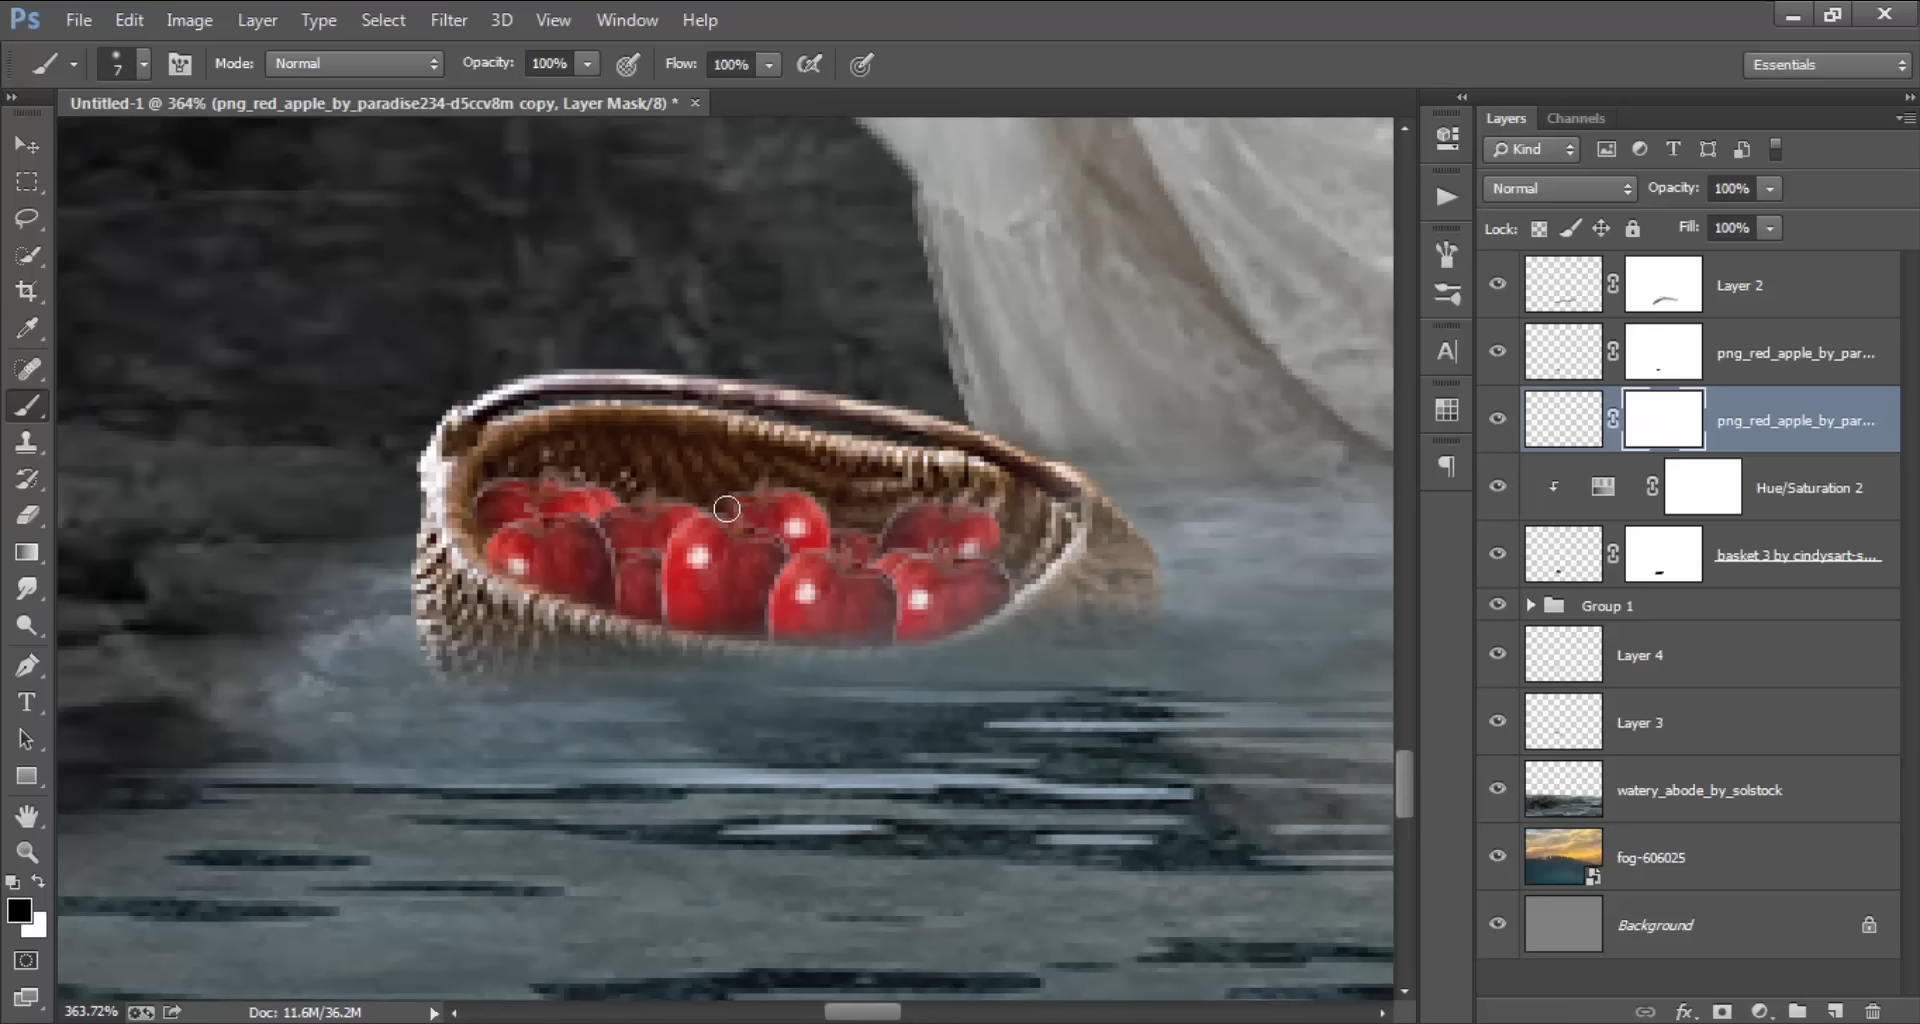 Ps File Edit Image Layer Type Select Filter 3D View Window Help
7 Mode: Normal Opacity: 100% Flow: 100% Essentials
Untitled-1 @ 364% (png_red_apple_by_paradise234-d5ccv8m copy, Layer Mask/8) * ×
Layers Channels
Kind
Normal Opacity: 100%
Lock: Fill: 100%
Layer 2
png_red_apple_by_par...
png_red_apple_by_par...
Hue/Saturation 2
basket 3 by cindysart-s...
Group 1
Layer 4
Layer 3
watery_abode_by_solstock
fog-606025
Background
363.72% Doc: 11.6M/36.2M